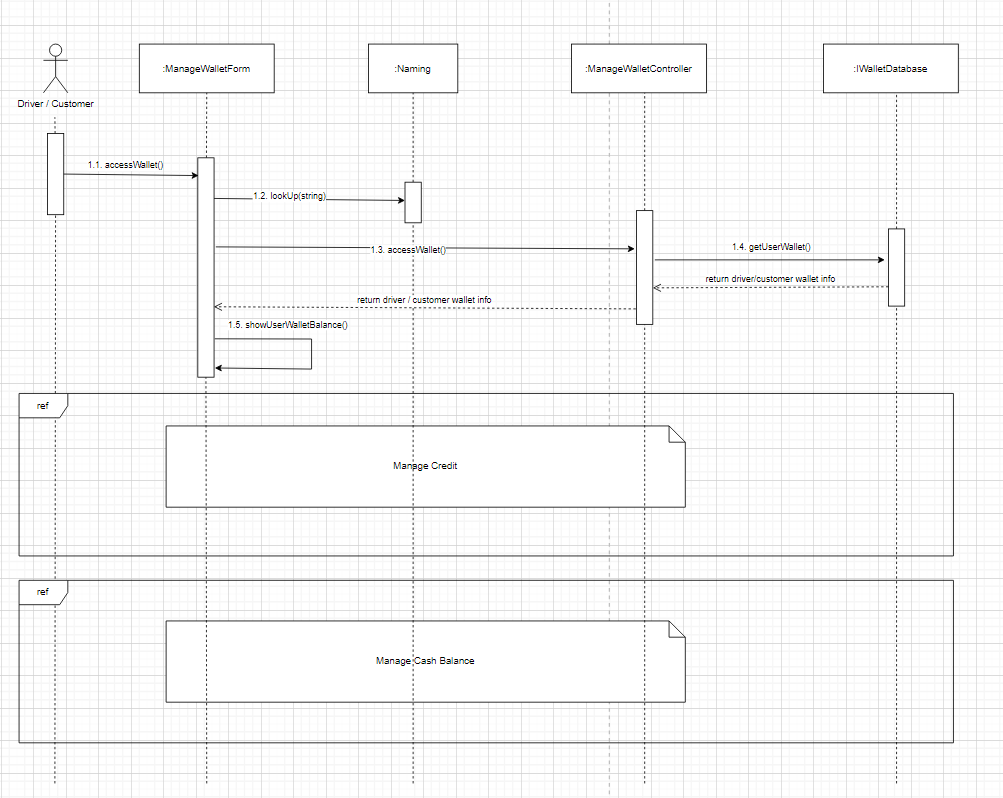 :ManageWalletForm
:Naming
:ManageWalletController
:IWalletDatabase
Driver / Customer
1.1. accessWallet()
1.2. lookUp(string)
1.3. accessWallet()
1.4. getUserWallet()
return driver/customer wallet info
return driver / customer wallet info
1.5. showUserWalletBalance()
ref
Manage Credit
ref
Manage Cash Balance